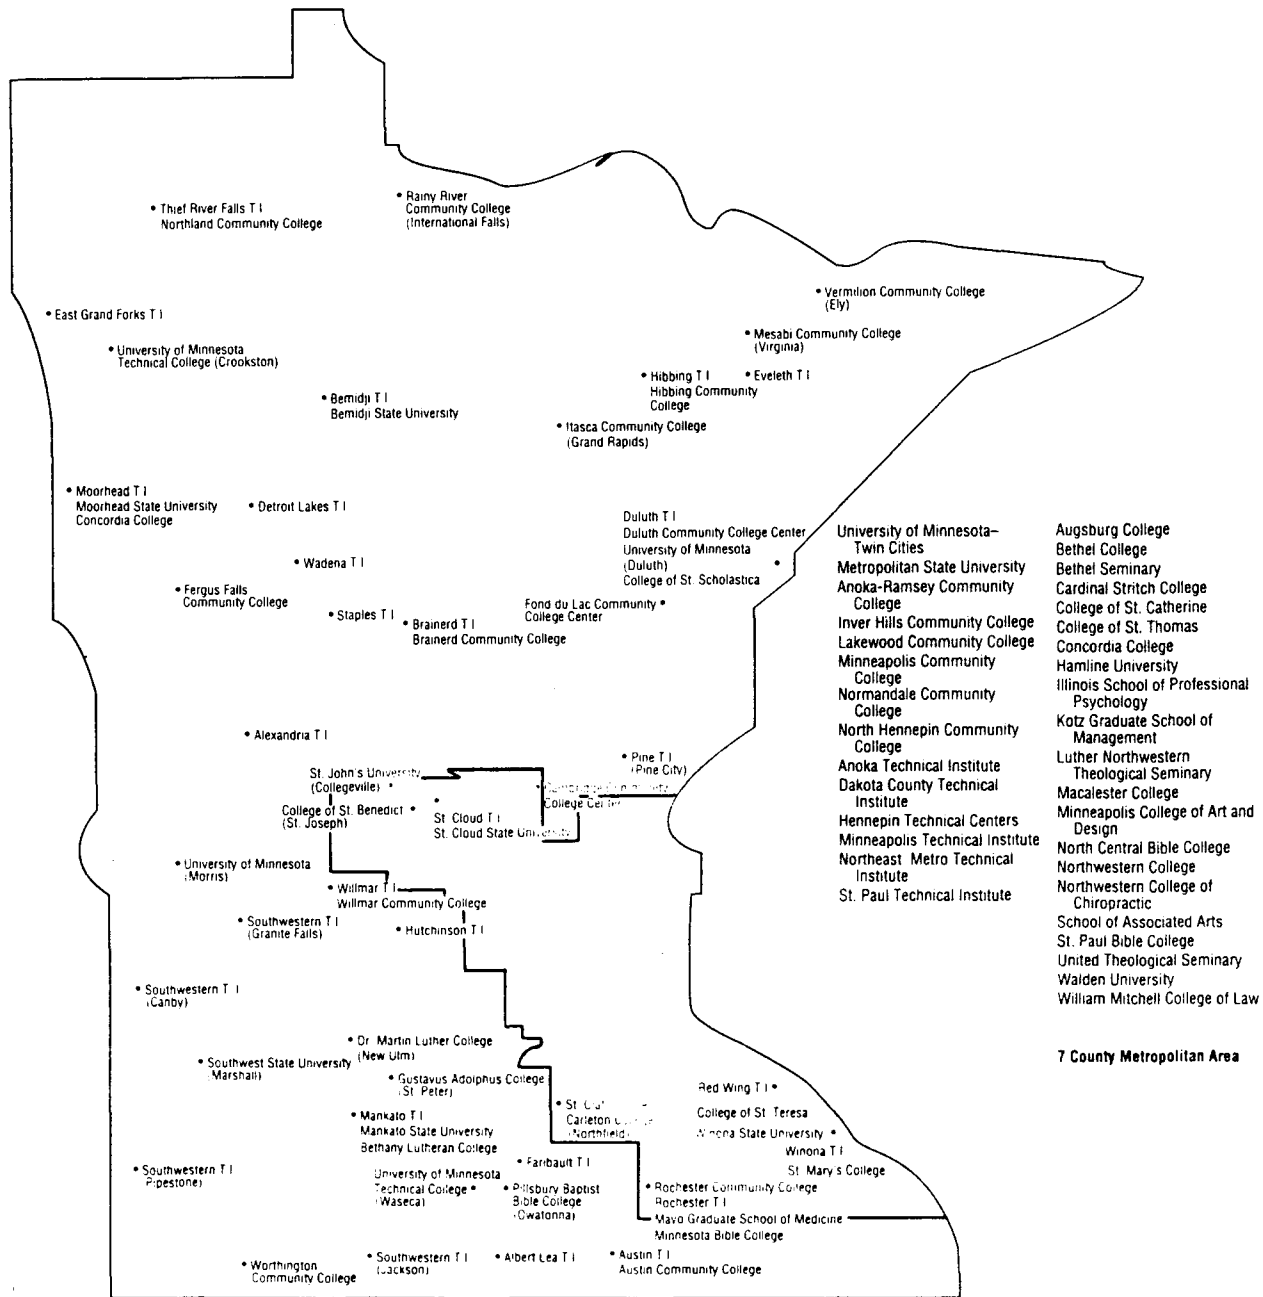 Rainy River
Community College
(International Falls)
Thief River Falls T I
Northland Community College
Vermilion Community College
(Ely)
East Grand Forks T I
Mesabi Community College
(Virginia)
University of Minnesota
Technical College (Crookston)
Hibbing T I
Hibbing Community
College
Eveleth T I
Bemidji T I
Bemidji State University
Itasca Community College
(Grand Rapids)
Moorhead T I
Moorhead State University
Concordia College
Detroit Lakes T I
Duluth T I
Duluth Community College Center
University of Minnesota
(Duluth)
College of St. Scholastica
Wadena T I
Fergus Falls
Community College
Fond du Lac Community
College Center
Staples T I
Brainerd T I
Brainerd Community College
Alexandria T I
Pine T I
(Pine City)
St. John's University
(Collegeville)
Community
College Center
College of St. Benedict
(St. Joseph)
St. Cloud T I
St. Cloud State University
University of Minnesota
(Morris)
Willmar T I
Willmar Community College
Southwestern T I
(Granite Falls)
Hutchinson T I
Southwestern T I
(Canby)
Dr. Martin Luther College
(New Ulm)
Southwest State University
(Marshall)
Gustavus Adolphus College
(St. Peter)
Red Wing T I
St.
Carleton
(Northfield)
College of St. Teresa
Winona State University
Winona T I
St. Mary's College
Mankato T I
Mankato State University
Bethany Lutheran College
Faribault T I
Southwestern T I
Pipestone)
University of Minnesota
Technical College
(Waseca)
Pillsbury Baptist
Bible College
(Owatonna)
Rochester Community College
Rochester T I
Mayo Graduate School of Medicine
Minnesota Bible College
Worthington
Community College
Southwestern T I
(Jackson)
Albert Lea T I
Austin T I
Austin Community College
University of Minnesota–
Twin Cities
Metropolitan State University
Anoka-Ramsey Community
College
Inver Hills Community College
Lakewood Community College
Minneapolis Community
College
Normandale Community
College
North Hennepin Community
College
Anoka Technical Institute
Dakota County Technical
Institute
Hennepin Technical Centers
Minneapolis Technical Institute
Northeast Metro Technical
Institute
St. Paul Technical Institute
Augsburg College
Bethel College
Bethel Seminary
Cardinal Stritch College
College of St. Catherine
College of St. Thomas
Concordia College
Hamline University
Illinois School of Professional
Psychology
Kotz Graduate School of
Management
Luther Northwestern
Theological Seminary
Macalester College
Minneapolis College of Art and
Design
North Central Bible College
Northwestern College
Northwestern College of
Chiropractic
School of Associated Arts
St. Paul Bible College
United Theological Seminary
Walden University
William Mitchell College of Law
7 County Metropolitan Area